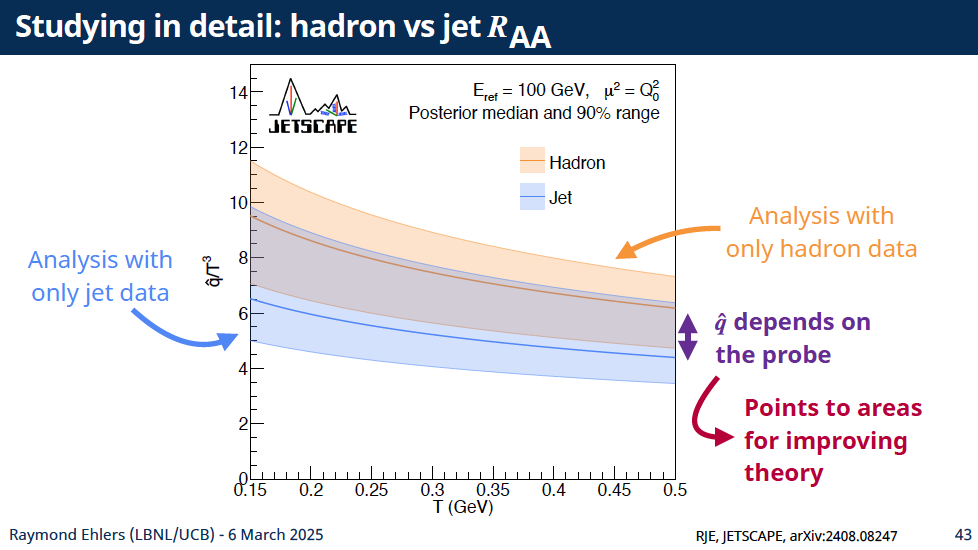 Studying in detail: hadron vs jet R_AA
JETSCAPE
E_ref = 100 GeV, μ² = Q₀²
Posterior median and 90% range
Hadron
Jet
q̂/T³
14
12
10
8
6
4
2
0
0.15 0.2 0.25 0.3 0.35 0.4 0.45 0.5
T (GeV)
Analysis with
only jet data
Analysis with
only hadron data
q̂ depends on
the probe
Points to areas
for improving
theory
Raymond Ehlers (LBNL/UCB) - 6 March 2025
RJE, JETSCAPE, arXiv:2408.08247
43